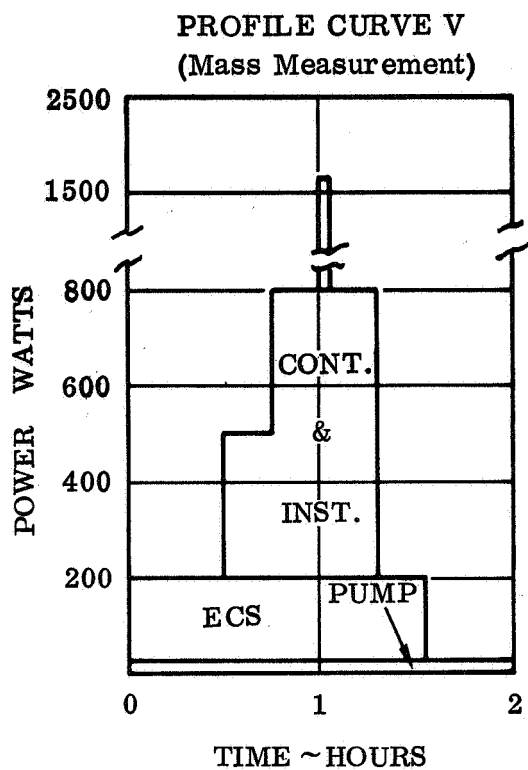 PROFILE CURVE V
(Mass Measurement)
2500
1500
800
600
400
200
POWER WATTS
CONT.
&
INST.
PUMP
ECS
0
1
2
TIME ~ HOURS